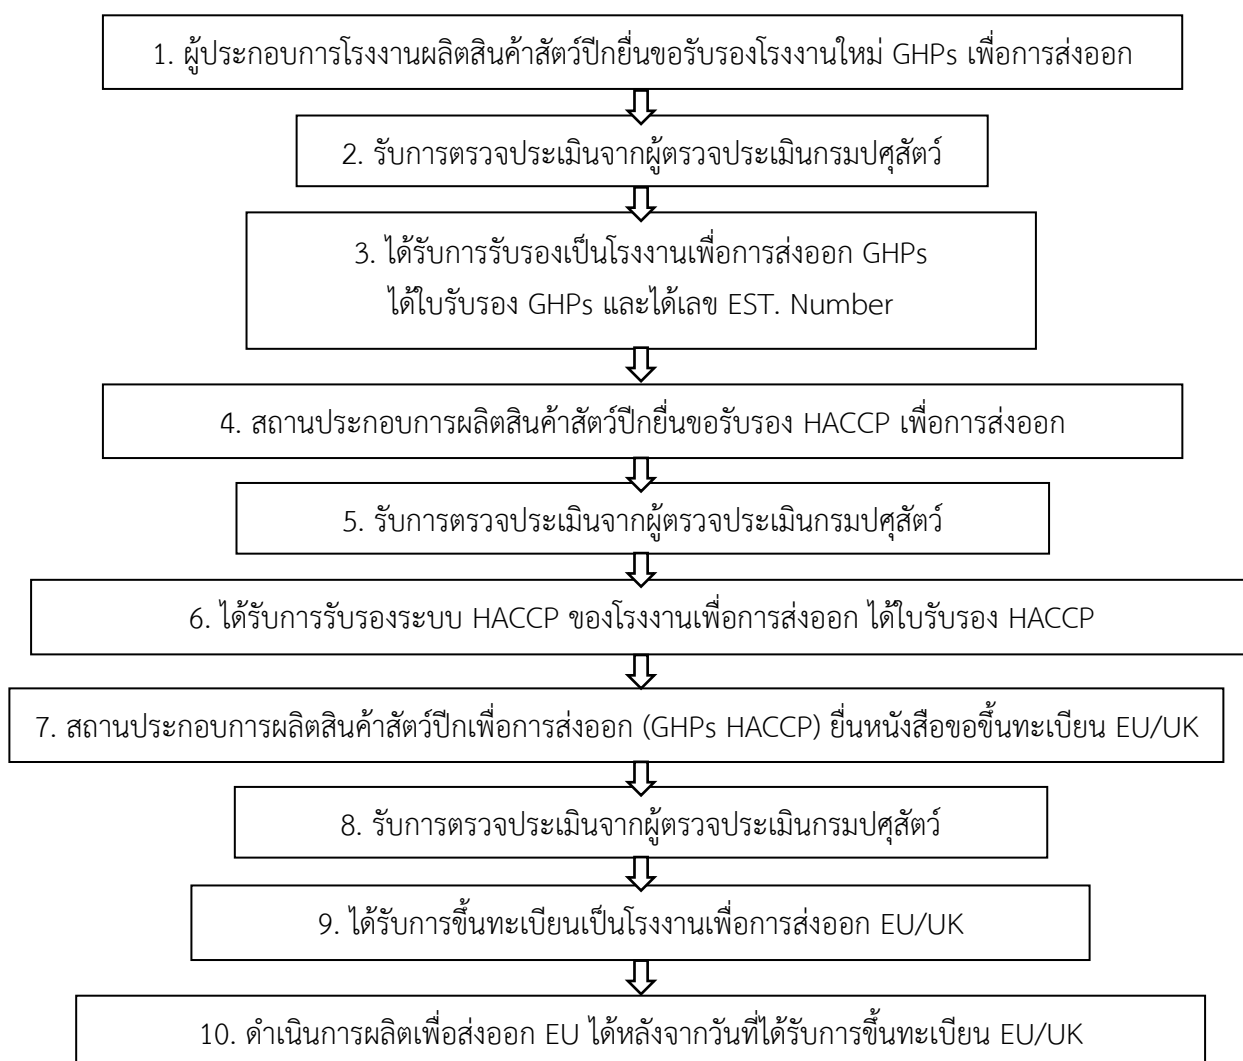 1. ผู้ประกอบการโรงงานผลิตสินค้าสัตว์ปีกยื่นขอรับรองโรงงานใหม่ GHPs เพื่อการส่งออก
2. รับการตรวจประเมินจากผู้ตรวจประเมินกรมปศุสัตว์
3. ได้รับการรับรองเป็นโรงงานเพื่อการส่งออก GHPs
ได้ใบรับรอง GHPs และได้เลข EST. Number
4. สถานประกอบการผลิตสินค้าสัตว์ปีกยื่นขอรับรอง HACCP เพื่อการส่งออก
5. รับการตรวจประเมินจากผู้ตรวจประเมินกรมปศุสัตว์
6. ได้รับการรับรองระบบ HACCP ของโรงงานเพื่อการส่งออก ได้ใบรับรอง HACCP
7. สถานประกอบการผลิตสินค้าสัตว์ปีกเพื่อการส่งออก (GHPs HACCP) ยื่นหนังสือขอขึ้นทะเบียน EU/UK
8. รับการตรวจประเมินจากผู้ตรวจประเมินกรมปศุสัตว์
9. ได้รับการขึ้นทะเบียนเป็นโรงงานเพื่อการส่งออก EU/UK
10. ดำเนินการผลิตเพื่อส่งออก EU ได้หลังจากวันที่ได้รับการขึ้นทะเบียน EU/UK